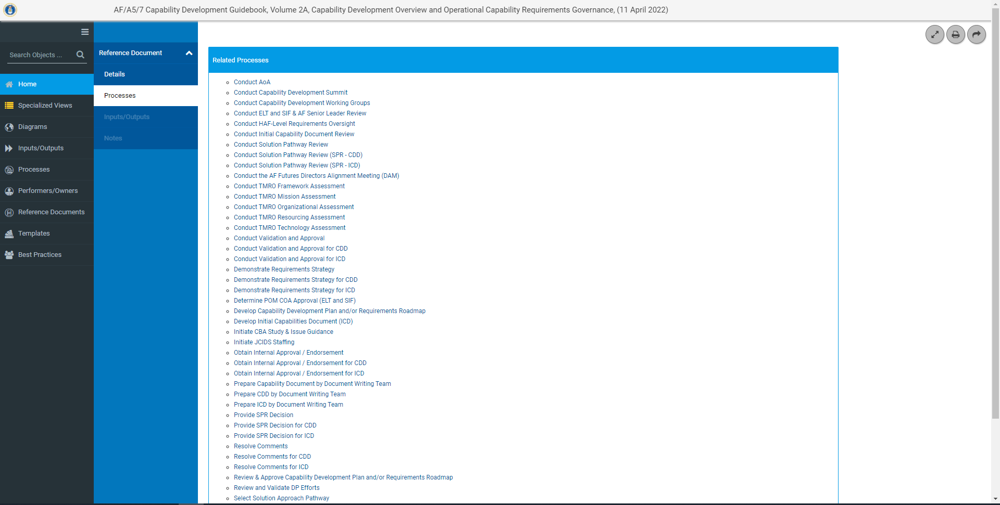 AF/A5/7 Capability Development Guidebook, Volume 2A, Capability Development Overview and Operational Capability Requirements Governance, (11 April 2022)
Search Objects ...
Home
Specialized Views
Diagrams
Inputs/Outputs
Processes
Performers/Owners
Reference Documents
Templates
Best Practices
Reference Document
Details
Processes
Inputs/Outputs
Notes
Related Processes
Conduct AoA
Conduct Capability Development Summit
Conduct Capability Development Working Groups
Conduct ELT and SIF & AF Senior Leader Review
Conduct HAF-Level Requirements Oversight
Conduct Initial Capability Document Review
Conduct Solution Pathway Review
Conduct Solution Pathway Review (SPR - CDD)
Conduct Solution Pathway Review (SPR - ICD)
Conduct the AF Futures Directors Alignment Meeting (DAM)
Conduct TMRO Framework Assessment
Conduct TMRO Mission Assessment
Conduct TMRO Organizational Assessment
Conduct TMRO Resourcing Assessment
Conduct TMRO Technology Assessment
Conduct Validation and Approval
Conduct Validation and Approval for CDD
Conduct Validation and Approval for ICD
Demonstrate Requirements Strategy
Demonstrate Requirements Strategy for CDD
Demonstrate Requirements Strategy for ICD
Determine POM COA Approval (ELT and SIF)
Develop Capability Development Plan and/or Requirements Roadmap
Develop Initial Capabilities Document (ICD)
Initiate CBA Study & Issue Guidance
Initiate JCIDS Staffing
Obtain Internal Approval / Endorsement
Obtain Internal Approval / Endorsement for CDD
Obtain Internal Approval / Endorsement for ICD
Prepare Capability Document by Document Writing Team
Prepare CDD by Document Writing Team
Prepare ICD by Document Writing Team
Provide SPR Decision
Provide SPR Decision for CDD
Provide SPR Decision for ICD
Resolve Comments
Resolve Comments for CDD
Resolve Comments for ICD
Review & Approve Capability Development Plan and/or Requirements Roadmap
Review and Validate DP Efforts
Select Solution Approach Pathway